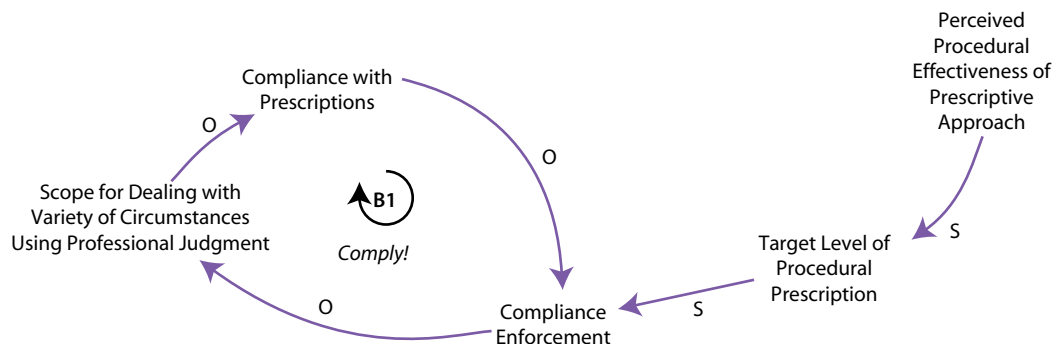 Perceived
Procedural
Effectiveness of
Prescriptive
Approach
Compliance with
Prescriptions
O
O
Scope for Dealing with
Variety of Circumstances
Using Professional Judgment
B1
Comply!
S
Target Level of
Procedural
Prescription
S
O
Compliance
Enforcement